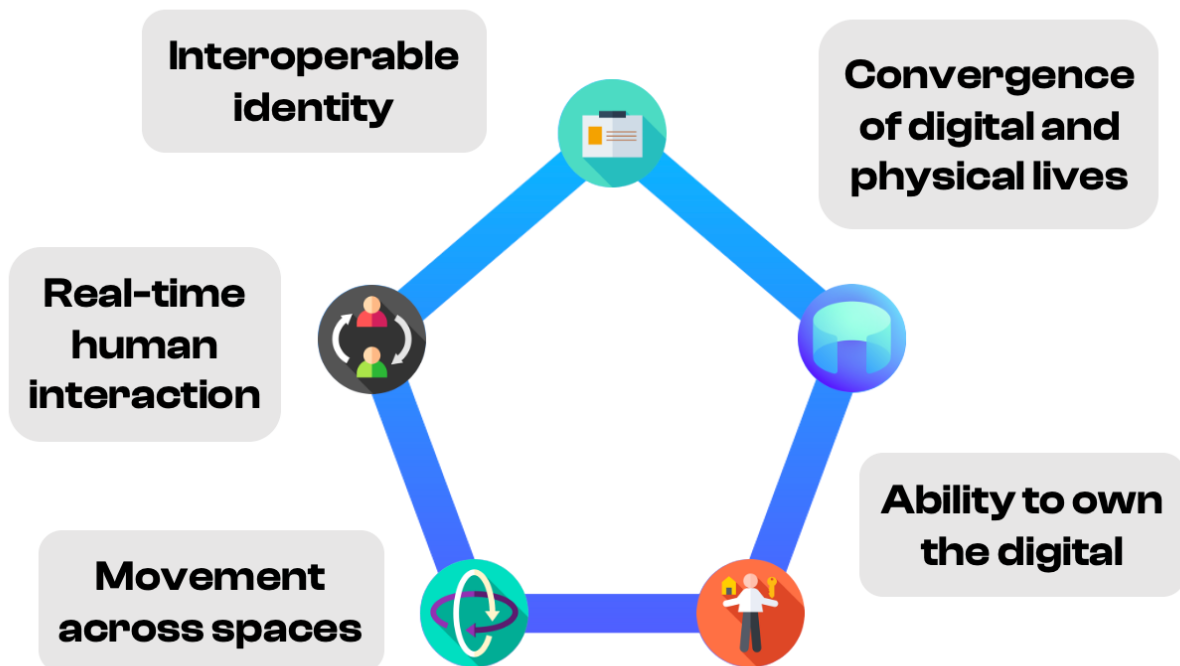 Interoperable
identity
Convergence
of digital and
physical lives
Real-time
human
interaction
Ability to own
the digital
Movement
across spaces